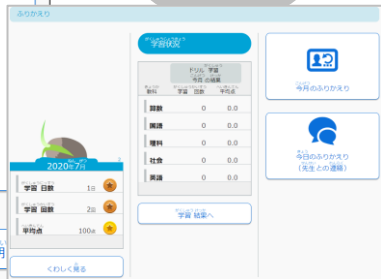 ふりかえり
2020年7月
学習 日数 1日
学習 回数 2回
平均点 100点
くわしく見る
学習状況
ドリル 学習
今月 の結果
教科 学習 回数 平均点
算数 0 0.0
国語 0 0.0
理科 0 0.0
社会 0 0.0
英語 0 0.0
学習 結果へ
今月のふりかえり
今日のふりかえり
(先生 との連絡)
明